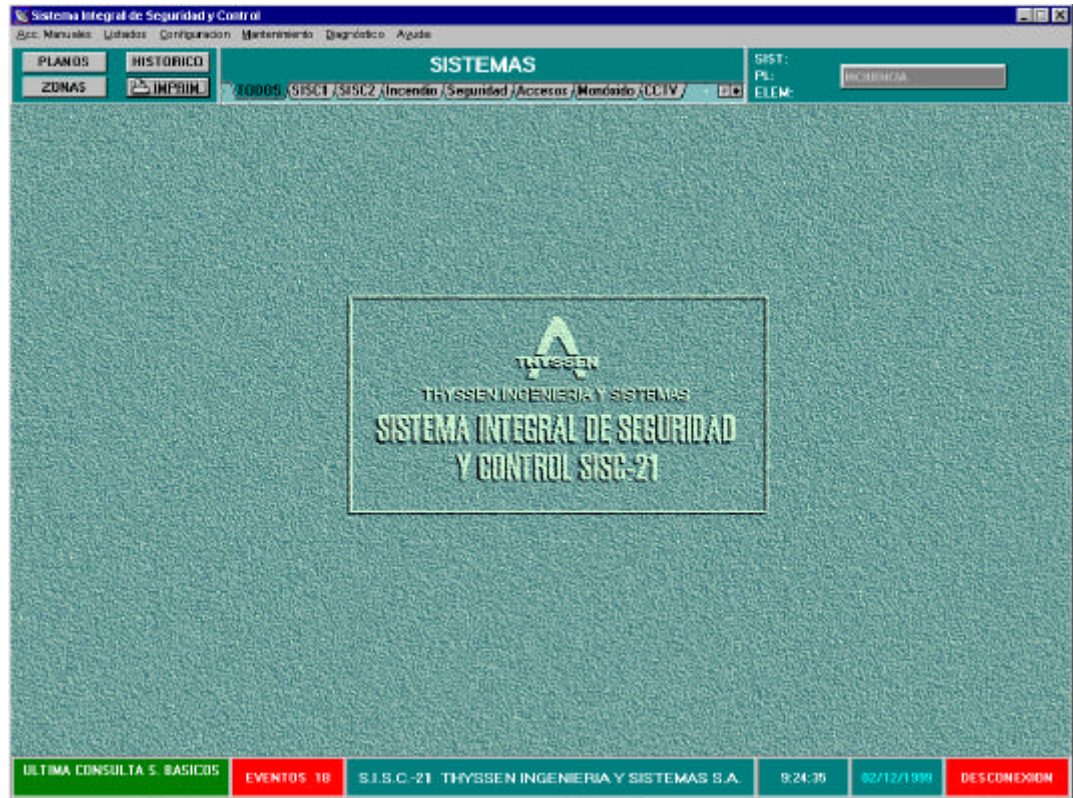 Sistema Integral de Seguridad y Control
Acc. Manuales Listados Configuracion Mantenimiento Diagnóstico Ayuda
PLANOS HISTORICO SISTEMAS SIST:
PL: INCIDENCIA
ZONAS IMPRIM. TODOS SISC1 SISC2 Incendio Seguridad Accesos Monóxido CCTV ELEM:
THYSSEN
THYSSEN INGENIERIA Y SISTEMAS
SISTEMA INTEGRAL DE SEGURIDAD
Y CONTROL SISC-21
ULTIMA CONSULTA S. BASICOS EVENTOS 18 S.I.S.C.-21 THYSSEN INGENIERIA Y SISTEMAS S.A. 9:24:35 02/12/1999 DESCONEXION